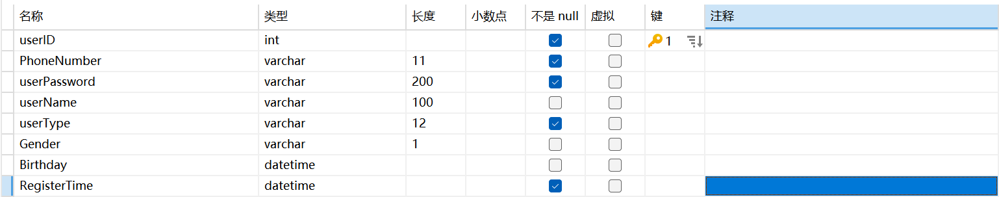 名称 类型 长度 小数点 不是 null 虚拟 键 注释
userID int 1
PhoneNumber varchar 11
userPassword varchar 200
userName varchar 100
userType varchar 12
Gender varchar 1
Birthday datetime
RegisterTime datetime